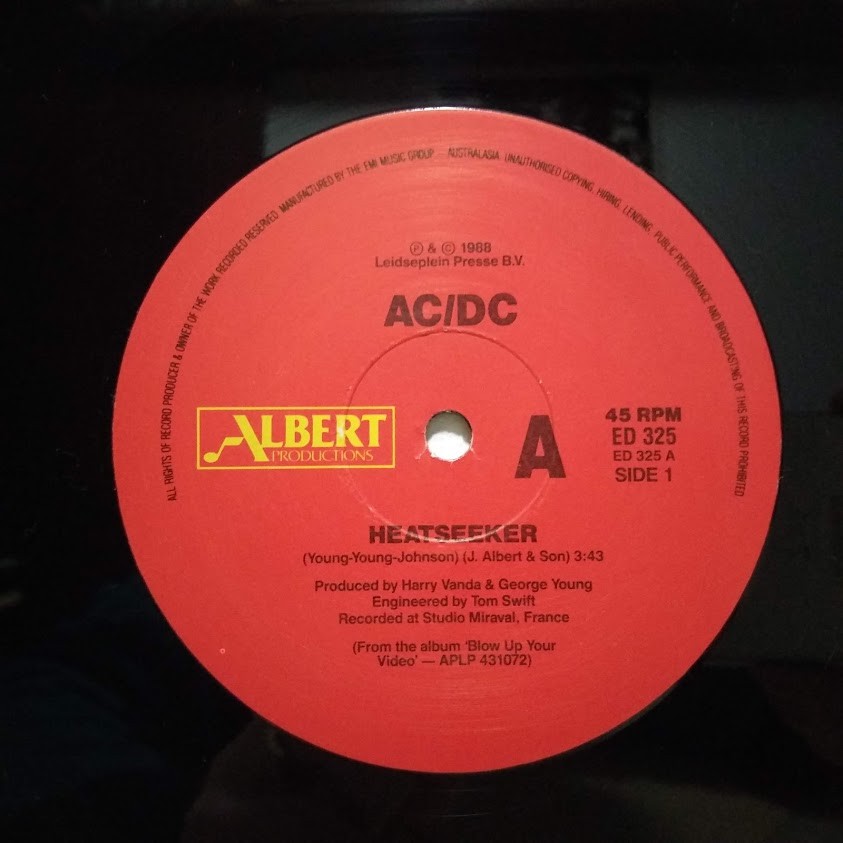 ALL RIGHTS OF RECORD PRODUCER & OWNER OF THE WORK RECORDED RESERVED. MANUFACTURED BY THE EMI MUSIC GROUP — AUSTRALASIA. UNAUTHORISED COPYING, HIRING, LENDING, PUBLIC PERFORMANCE AND BROADCASTING OF THIS RECORD PROHIBITED
Ⓟ & © 1988
Leidseplein Presse B.V.
AC/DC
ALBERT
PRODUCTIONS
A
45 RPM
ED 325
ED 325 A
SIDE 1
HEATSEEKER
(Young-Young-Johnson) (J. Albert & Son) 3:43
Produced by Harry Vanda & George Young
Engineered by Tom Swift
Recorded at Studio Miraval, France
(From the album 'Blow Up Your
Video' — APLP 431072)